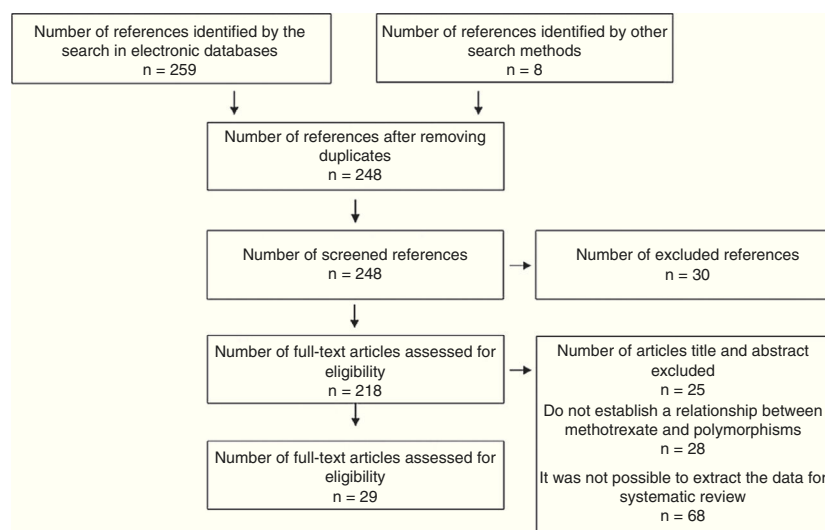 Number of references identified by the
search in electronic databases
n = 259
Number of references identified by other
search methods
n = 8
Number of references after removing
duplicates
n = 248
Number of screened references
n = 248
Number of excluded references
n = 30
Number of full-text articles assessed for
eligibility
n = 218
Number of articles title and abstract
excluded
n = 25
Do not establish a relationship between
methotrexate and polymorphisms
n = 28
It was not possible to extract the data for
systematic review
n = 68
Number of full-text articles assessed for
eligibility
n = 29